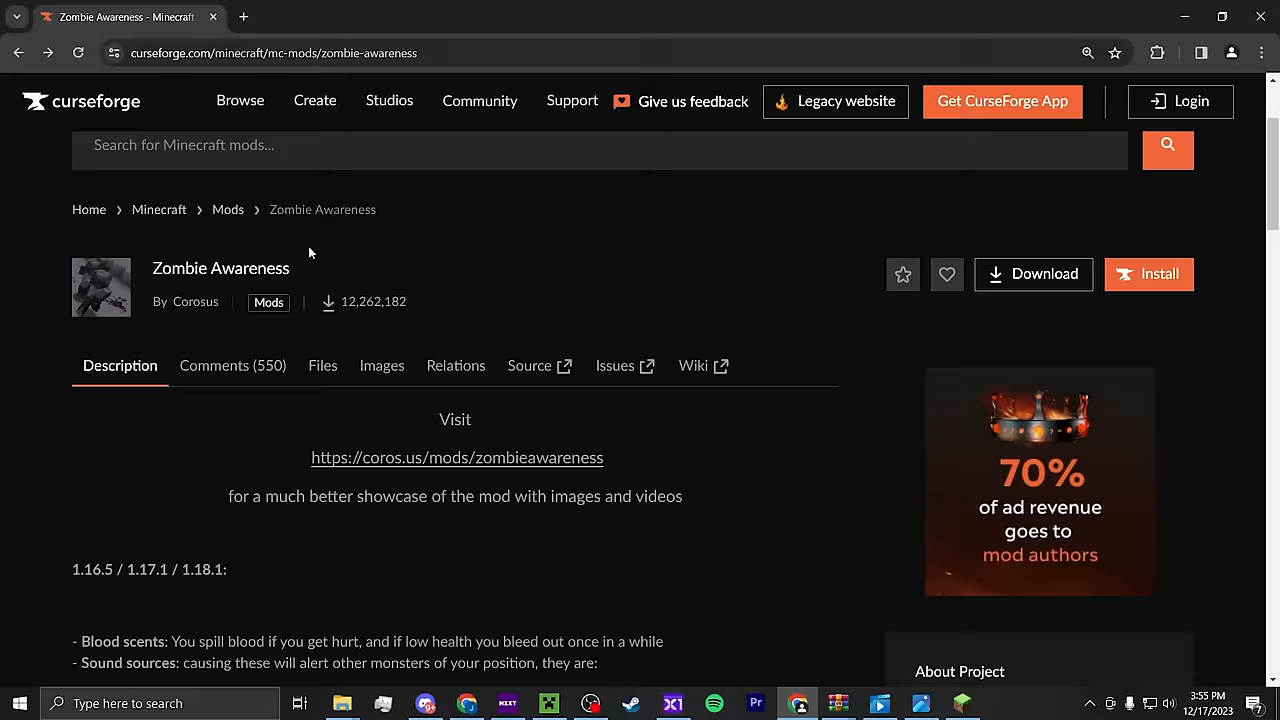 Zombie Awareness - Minecraft
curseforge.com/minecraft/mc-mods/zombie-awareness
curseforge
Browse
Create
Studios
Community
Support
Give us feedback
Legacy website
Get CurseForge App
Login
Search for Minecraft mods...
Home > Minecraft > Mods > Zombie Awareness
Zombie Awareness
Download
Install
By Corosus
Mods
12,262,182
Description
Comments (550)
Files
Images
Relations
Source
Issues
Wiki
Visit
https://coros.us/mods/zombieawareness
for a much better showcase of the mod with images and videos
70%
of ad revenue
goes to
mod authors
1.16.5 / 1.17.1 / 1.18.1:
- Blood scents: You spill blood if you get hurt, and if low health you bleed out once in a while
- Sound sources: causing these will alert other monsters of your position, they are:
About Project
Type here to search
NXT
X1
Pr
3:55 PM
12/17/2023